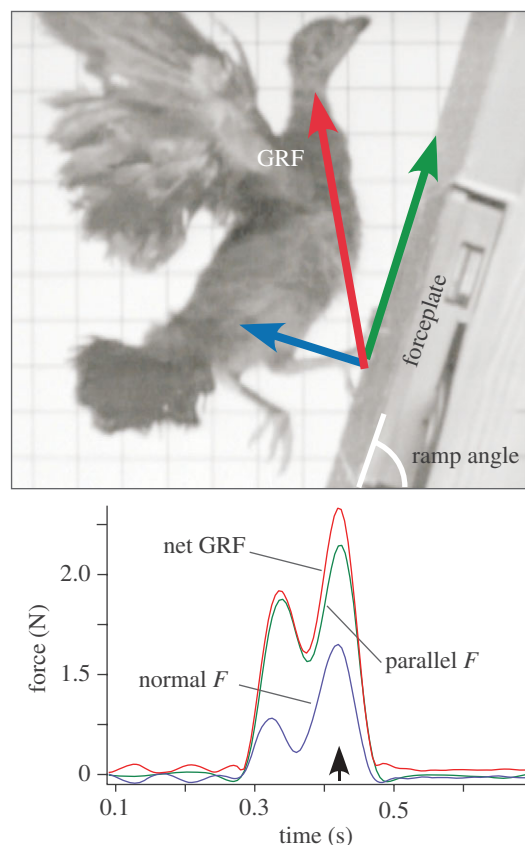 GRF
forceplate
ramp angle
net GRF
2.0
parallel F
force (N)
1.5
normal F
0
0.1 0.3 0.5
time (s)